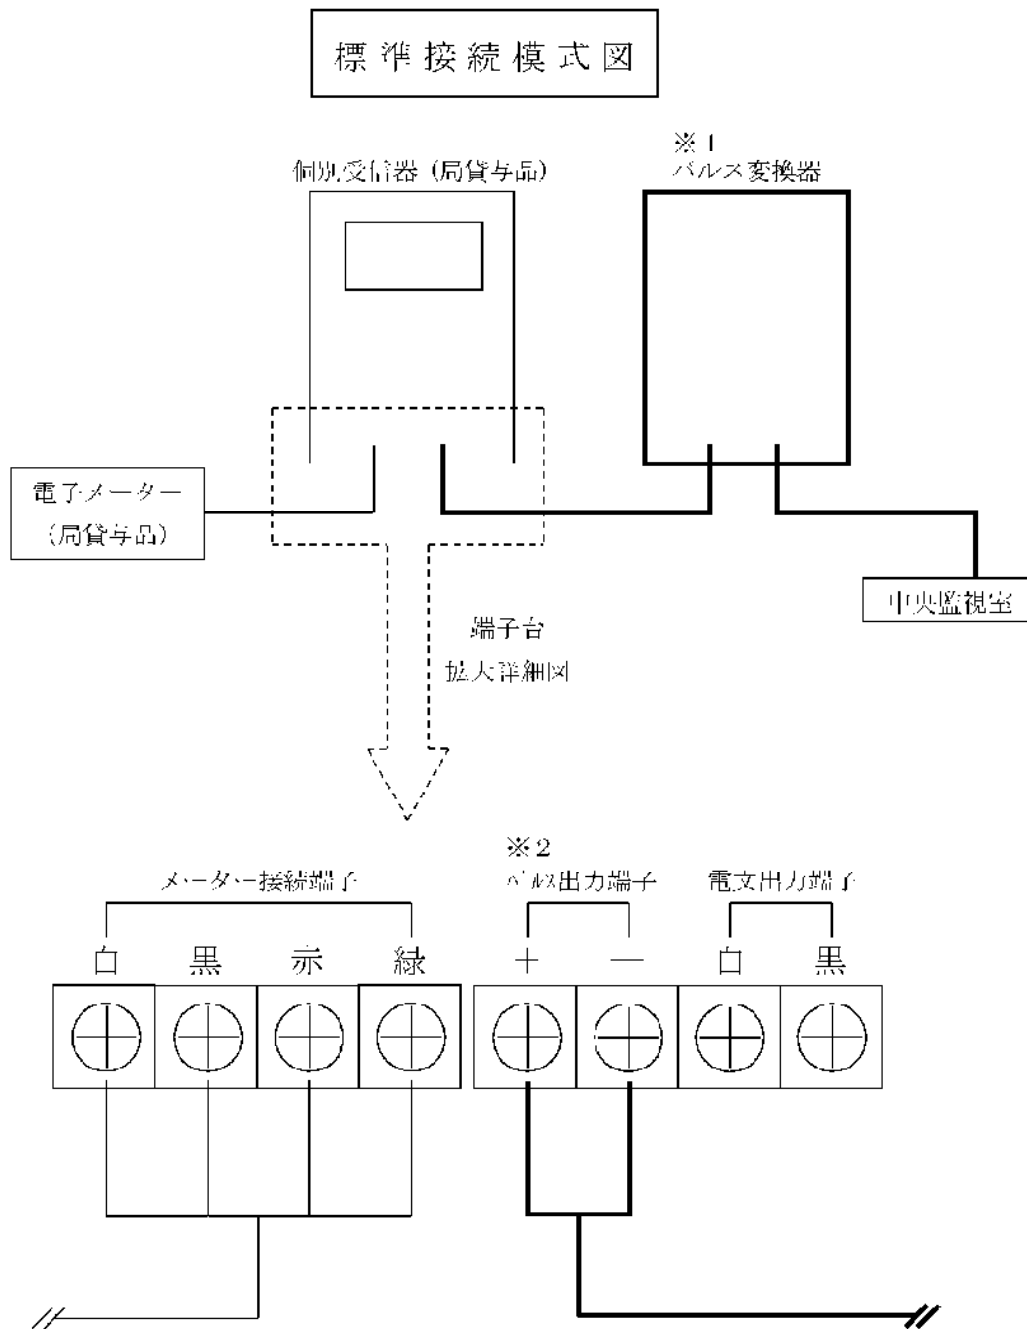 標準接続模式図
※1
個別受信器(局貸与品)
パルス変換器
電子メーター
(局貸与品)
中央監視室
端子台
拡大詳細図
※2
メーター接続端子
パルス出力端子
電文出力端子
白 黒 赤 緑 + − 白 黒